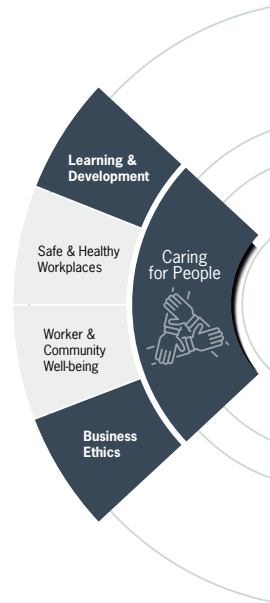 Learning &
Development
Safe & Healthy
Workplaces
Caring
for People
Worker &
Community
Well-being
Business
Ethics